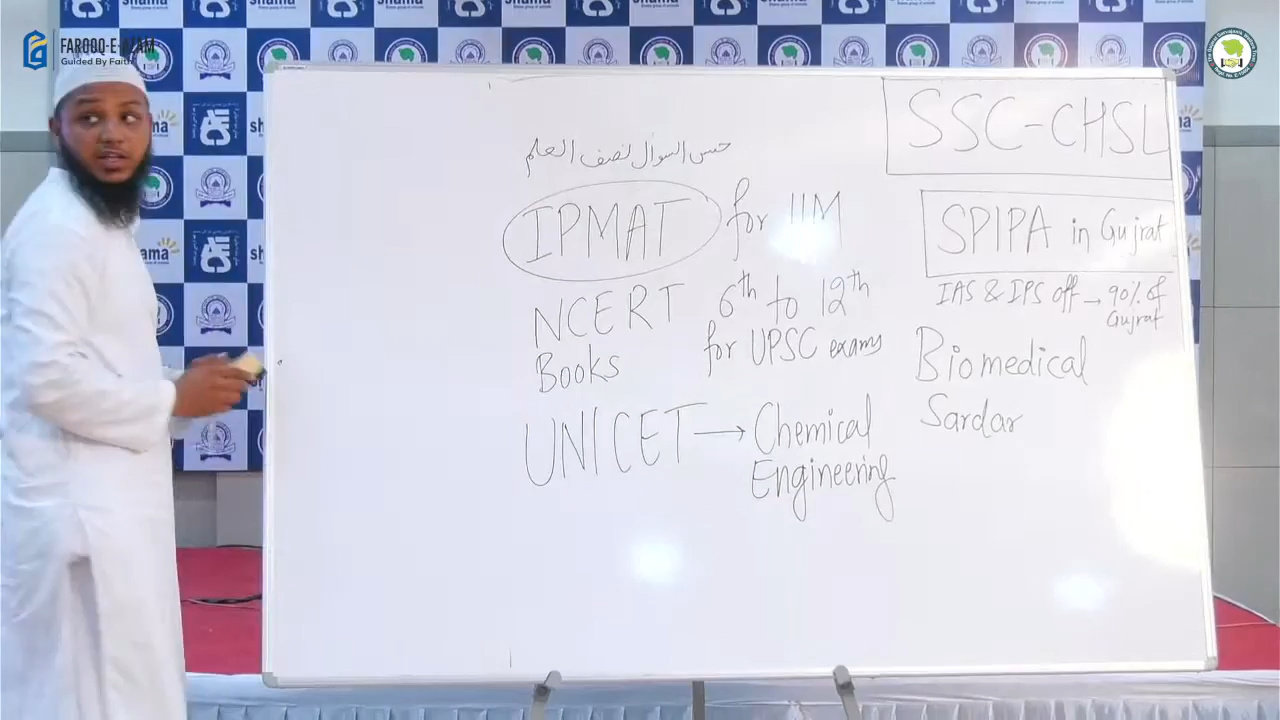 FAROOQ-E-AZAM
Guided By Faith
shama
SSC-CHSL
حسن السوال نصف العلم
IPMAT for IIM
SPIPA in Gujrat
IAS & IPS off → 90% of
Gujrat
NCERT 6th to 12th
Books for UPSC exams
Biomedical
Sardar
UNICET → Chemical
Engineering